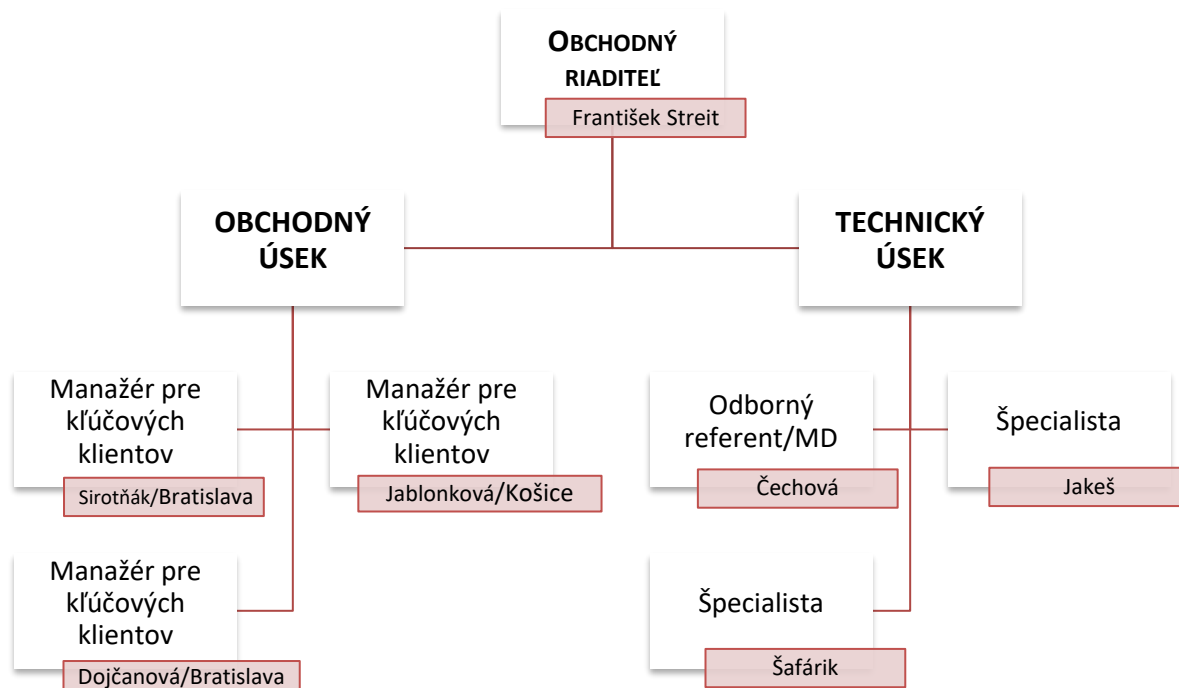 OBCHODNÝ
RIADITEĽ
František Streit
OBCHODNÝ
ÚSEK
TECHNICKÝ
ÚSEK
Manažér pre
kľúčových
klientov
Sirotňák/Bratislava
Manažér pre
kľúčových
klientov
Jablonková/Košice
Odborný
referent/MD
Čechová
Špecialista
Jakeš
Manažér pre
kľúčových
klientov
Dojčanová/Bratislava
Špecialista
Šafárik